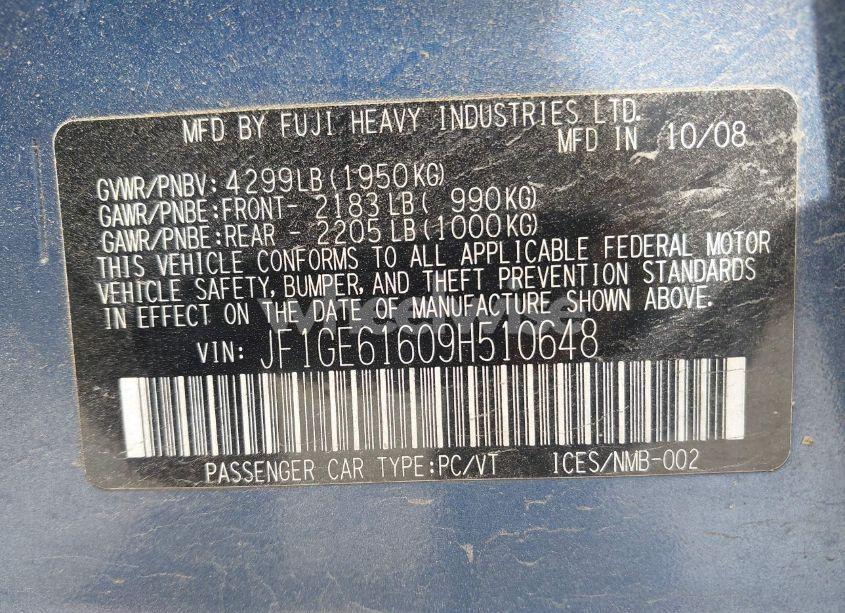 MFD BY FUJI HEAVY INDUSTRIES LTD.
MFD IN 10/08
GVWR/PNBV: 4299LB(1950KG)
GAWR/PNBE:FRONT- 2183LB( 990KG)
GAWR/PNBE:REAR - 2205LB(1000KG)
THIS VEHICLE CONFORMS TO ALL APPLICABLE FEDERAL MOTOR
VEHICLE SAFETY, BUMPER, AND THEFT PREVENTION STANDARDS
IN EFFECT ON THE DATE OF MANUFACTURE SHOWN ABOVE.
VIN: JF1GE61609H510648
PASSENGER CAR TYPE:PC/VT ICES/NMB-002